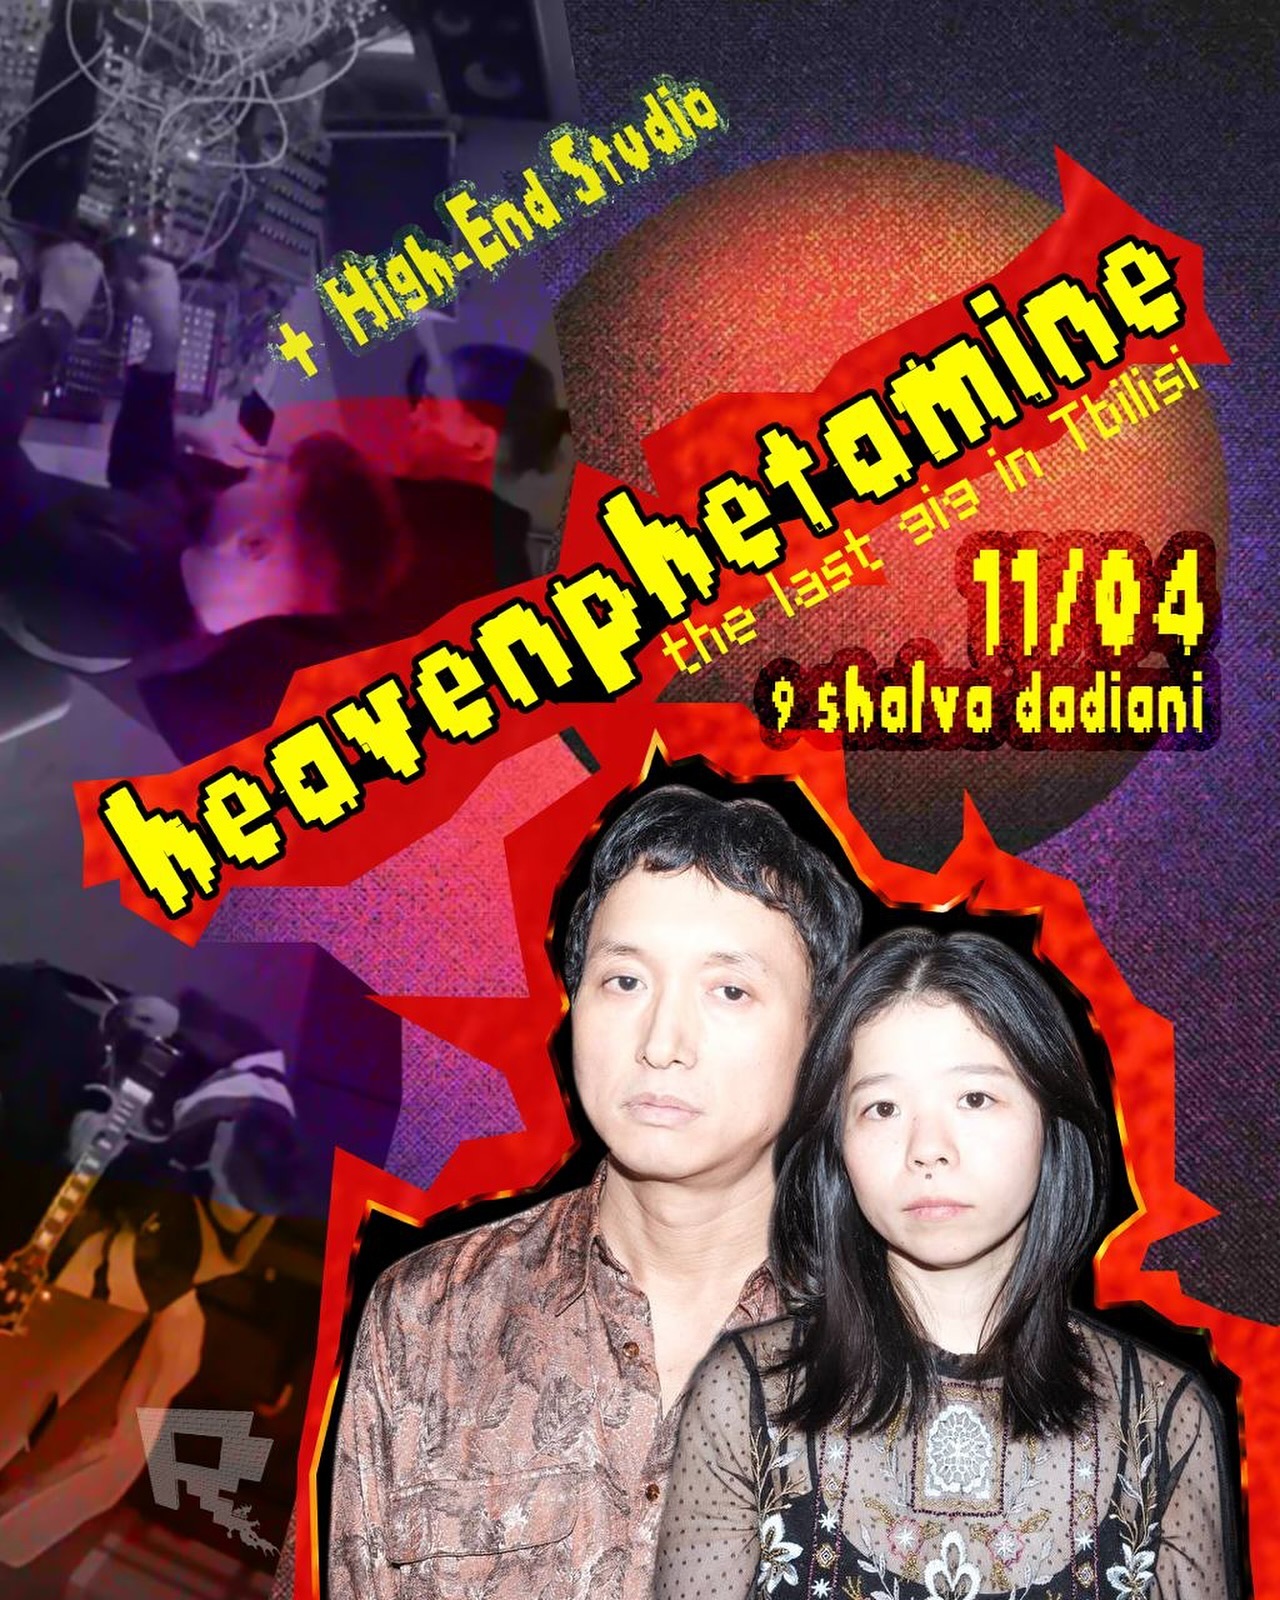 + High-End Studio
heavenphetamine
the last gig in Tbilisi
11/04
9 shalva dadiani
R